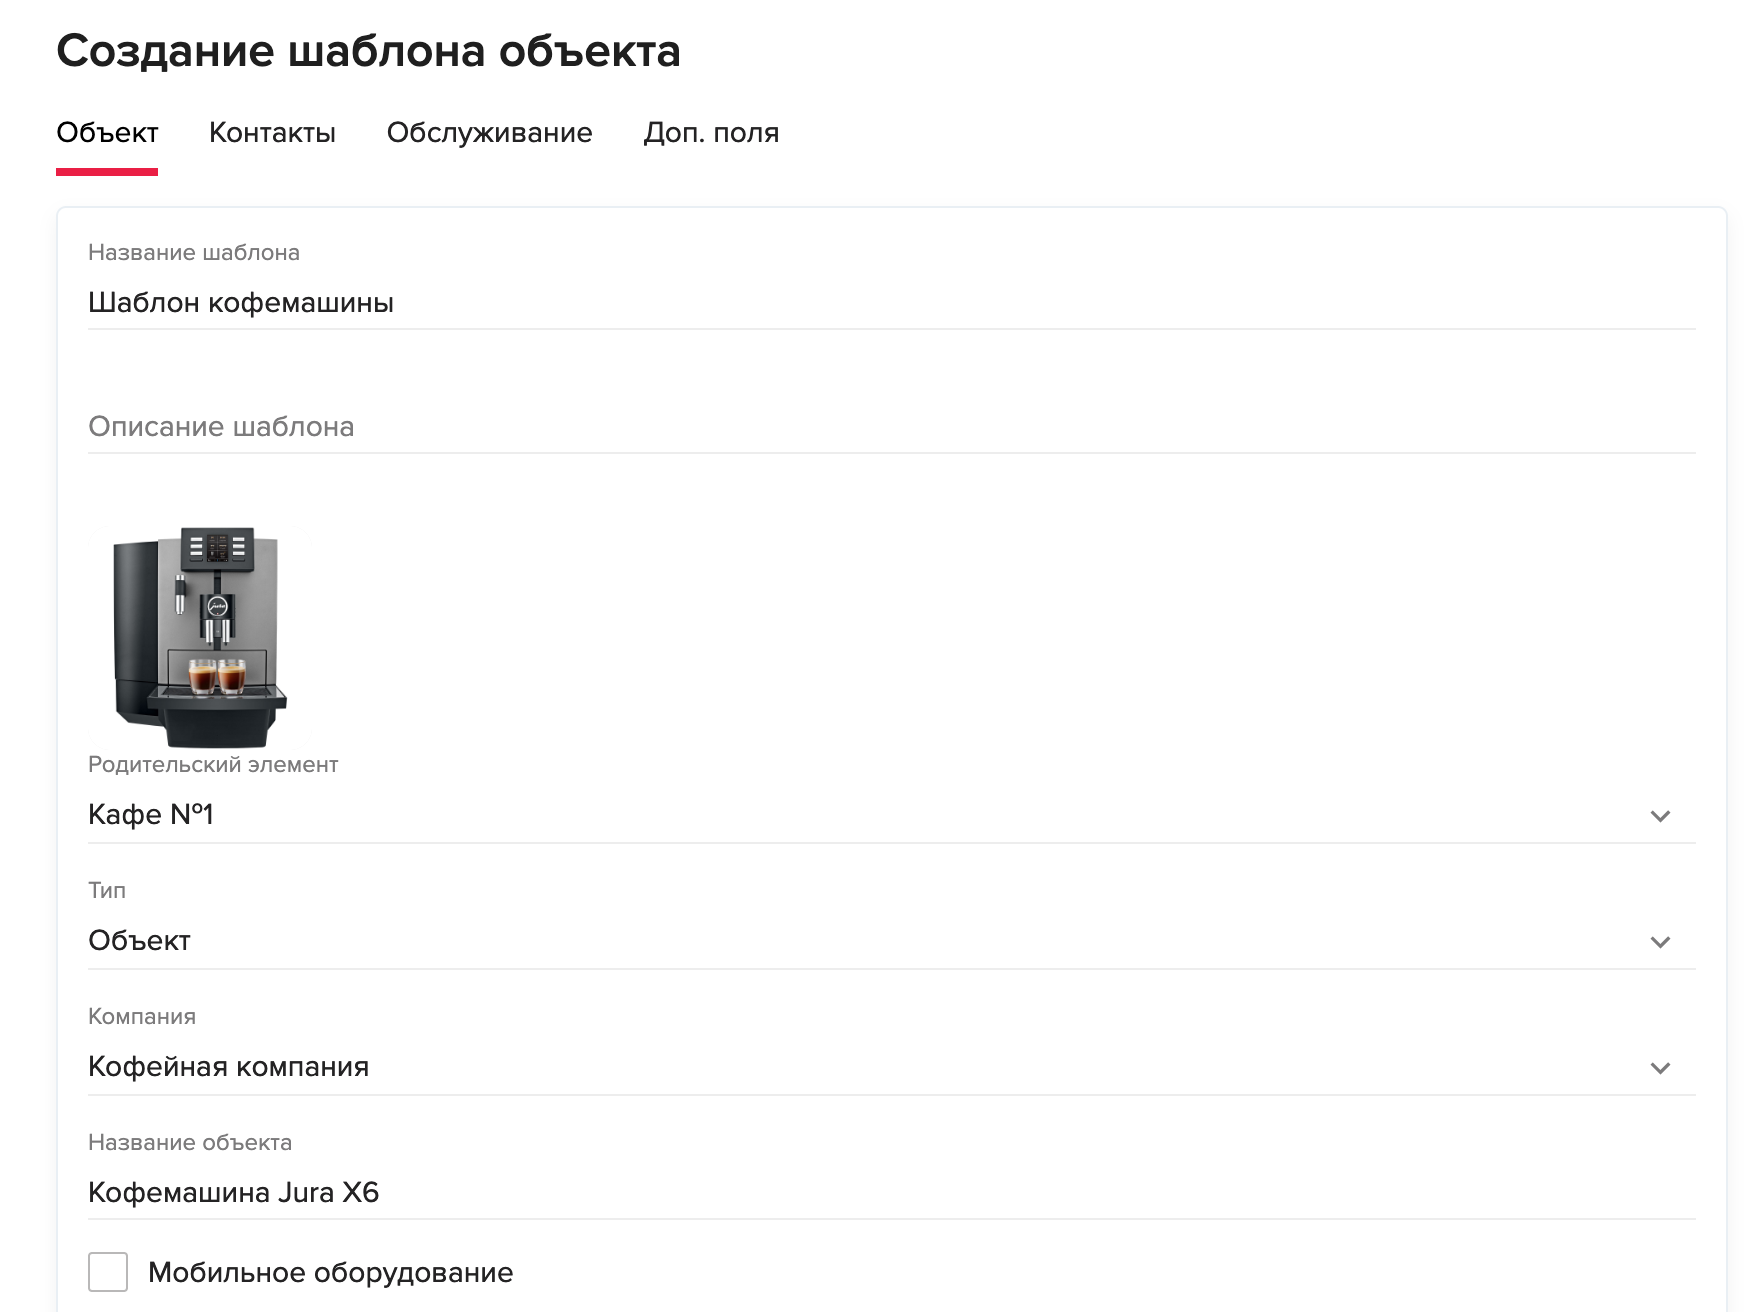 Создание шаблона объекта
Объект Контакты Обслуживание Доп. поля
Название шаблона
Шаблон кофемашины
Описание шаблона
Родительский элемент
Кафе №1
Тип
Объект
Компания
Кофейная компания
Название объекта
Кофемашина Jura X6
Мобильное оборудование